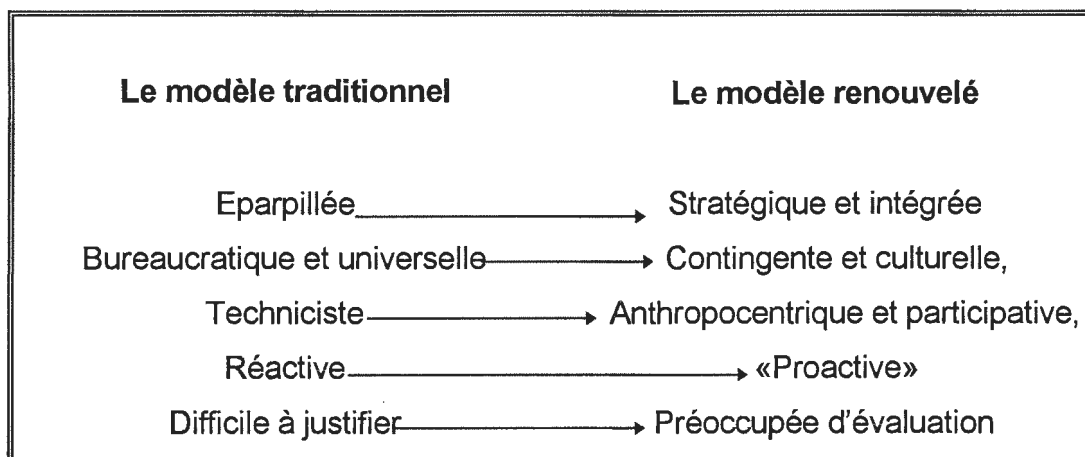 Le modèle traditionnel Le modèle renouvelé
Eparpillée Stratégique et intégrée
Bureaucratique et universelle Contingente et culturelle,
Techniciste Anthropocentrique et participative,
Réactive «Proactive»
Difficile à justifier Préoccupée d'évaluation